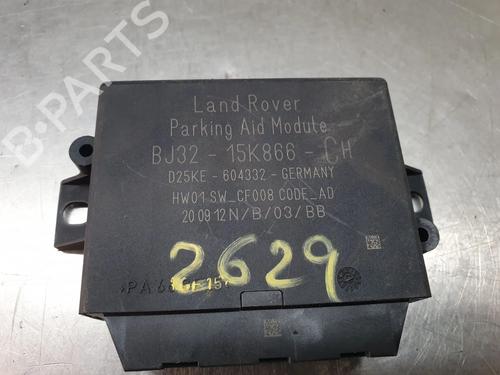 Land Rover
Parking Aid Module
BJ32 - 15K866 - CH
D25KE - 604332 - GERMANY
HW01 SW_CF008 CODE_AD
20 09 12 N/B/03/BB
2629
B-PARTS